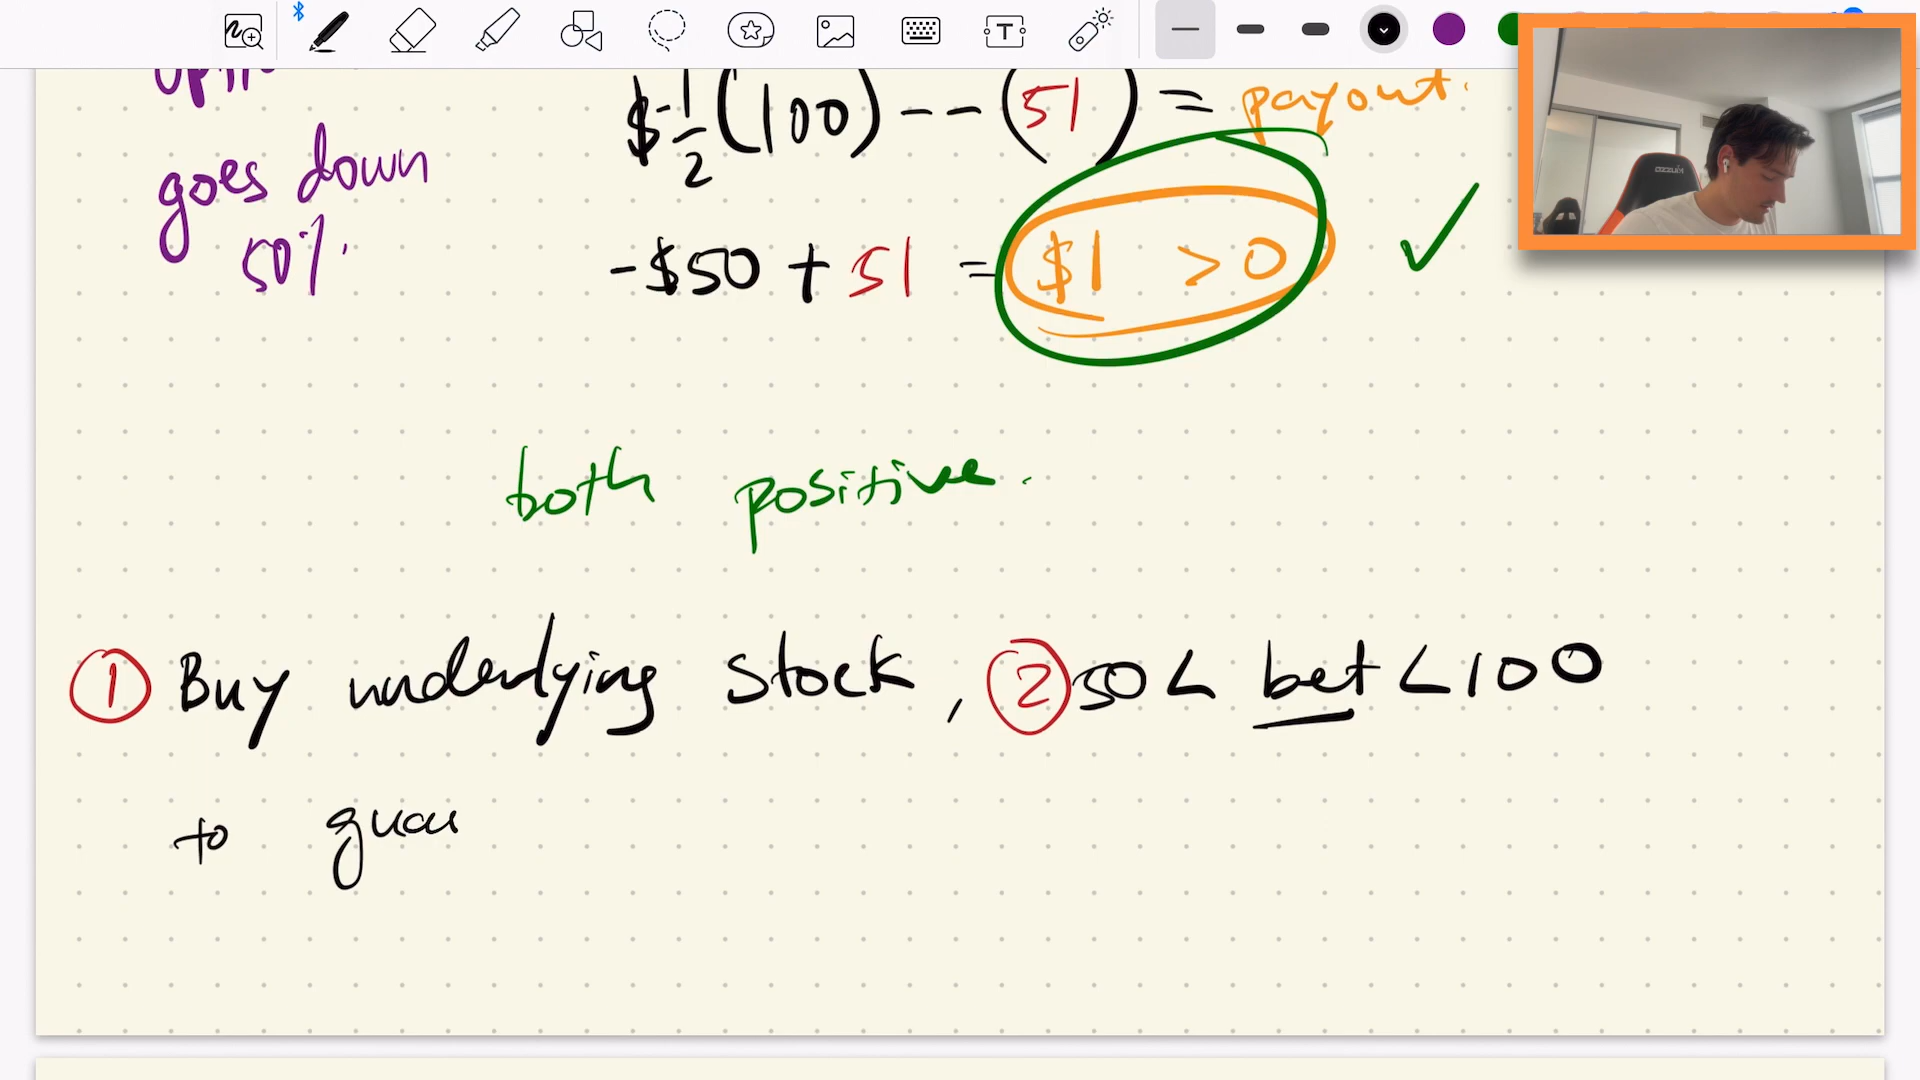 goes down
50%.
$-1/2 (100) - - (51) = payout.
-$50 + 51 = $1 > 0 ✓
both positive.
① Buy underlying stock, ② 50 < bet < 100
to guar